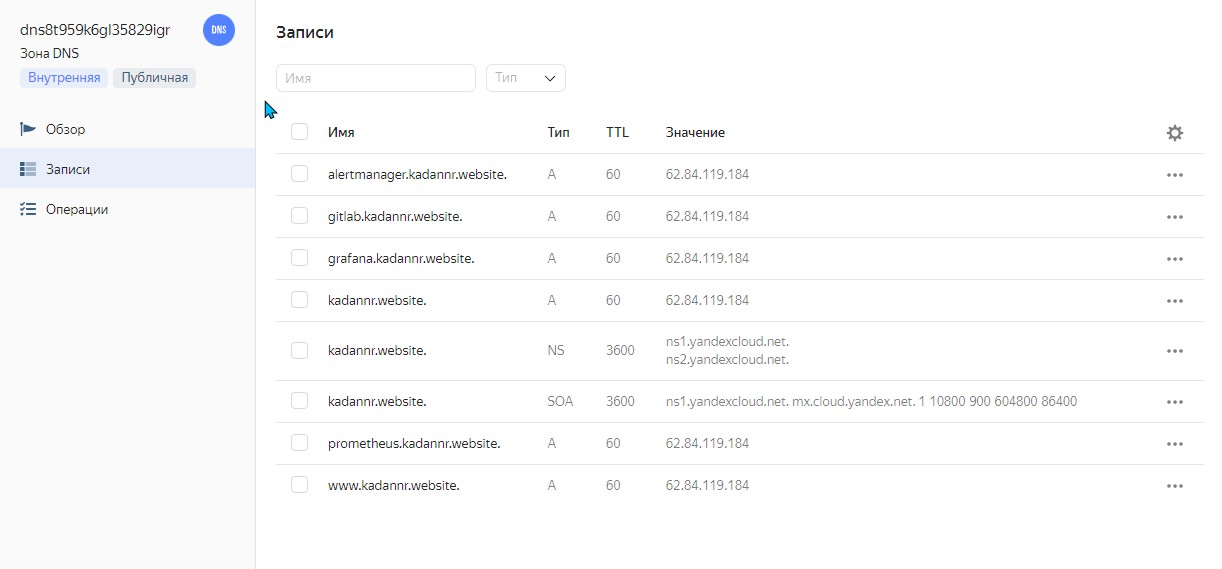 dns8t959k6gl35829igr
DNS
Зона DNS
Внутренняя Публичная
Обзор
Записи
Операции
Записи
Имя Тип
Имя Тип TTL Значение
alertmanager.kadannr.website. A 60 62.84.119.184
gitlab.kadannr.website. A 60 62.84.119.184
grafana.kadannr.website. A 60 62.84.119.184
kadannr.website. A 60 62.84.119.184
kadannr.website. NS 3600 ns1.yandexcloud.net.
ns2.yandexcloud.net.
kadannr.website. SOA 3600 ns1.yandexcloud.net. mx.cloud.yandex.net. 1 10800 900 604800 86400
prometheus.kadannr.website. A 60 62.84.119.184
www.kadannr.website. A 60 62.84.119.184